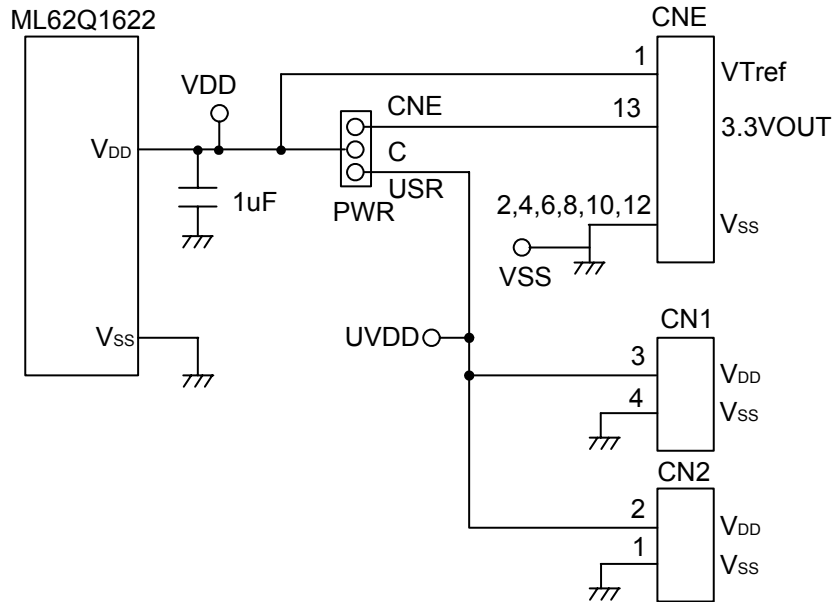 ML62Q1622
CNE
1
VTref
VDD
CNE
13
3.3VOUT
VDD
C
1uF
USR
PWR
2,4,6,8,10,12
VSS
VSS
VSS
CN1
UVDD
3
VDD
4
VSS
CN2
2
VDD
1
VSS